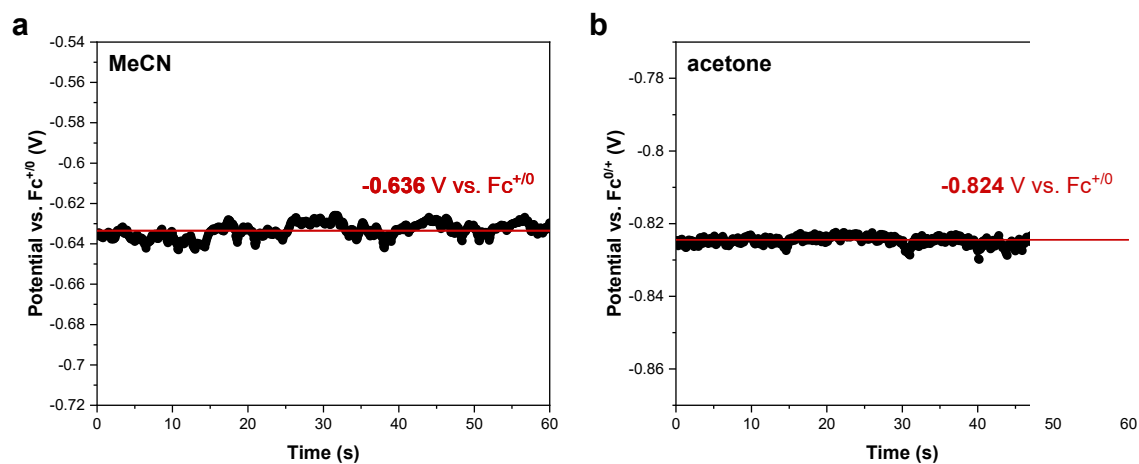 a
MeCN
-0.636 V vs. Fc+/0
Potential vs. Fc+/0 (V)
-0.54
-0.56
-0.58
-0.6
-0.62
-0.64
-0.66
-0.68
-0.7
-0.72
0 10 20 30 40 50 60
Time (s)
b
acetone
-0.824 V vs. Fc+/0
Potential vs. Fc0/+ (V)
-0.78
-0.8
-0.82
-0.84
-0.86
0 10 20 30 40 50 60
Time (s)